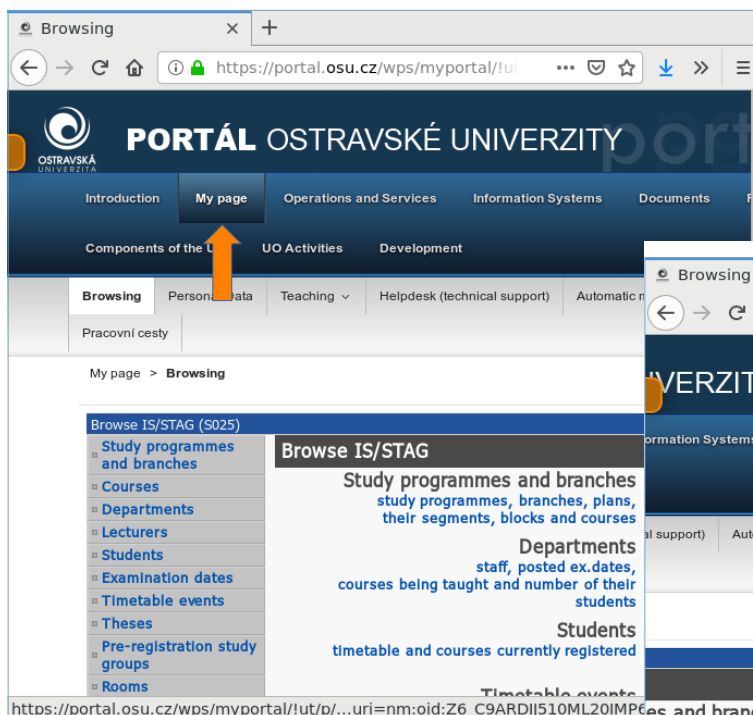 Browsing
https://portal.osu.cz/wps/myportal/!ut
OSTRAVSKÁ
UNIVERZITA
PORTÁL OSTRAVSKÉ UNIVERZITY
port
Introduction My page Operations and Services Information Systems Documents
Components of the UO Activities Development
Browsing Personal Data Teaching Helpdesk (technical support) Automatic
Pracovní cesty
My page > Browsing
Browse IS/STAG (S025)
Study programmes
and branches
Courses
Departments
Lecturers
Students
Examination dates
Timetable events
Theses
Pre-registration study
groups
Rooms
Browse IS/STAG
Study programmes and branches
study programmes, branches, plans,
their segments, blocks and courses
Departments
staff, posted ex.dates,
courses being taught and number of their
students
Students
timetable and courses currently registered
Timetable events
https://portal.osu.cz/wps/myportal/!ut/p/...uri=nm:oid:Z6_C9ARDIJ510ML20IMP6
Browsing
IVERZIT
ormation Systems
al support) Aut
es and bran